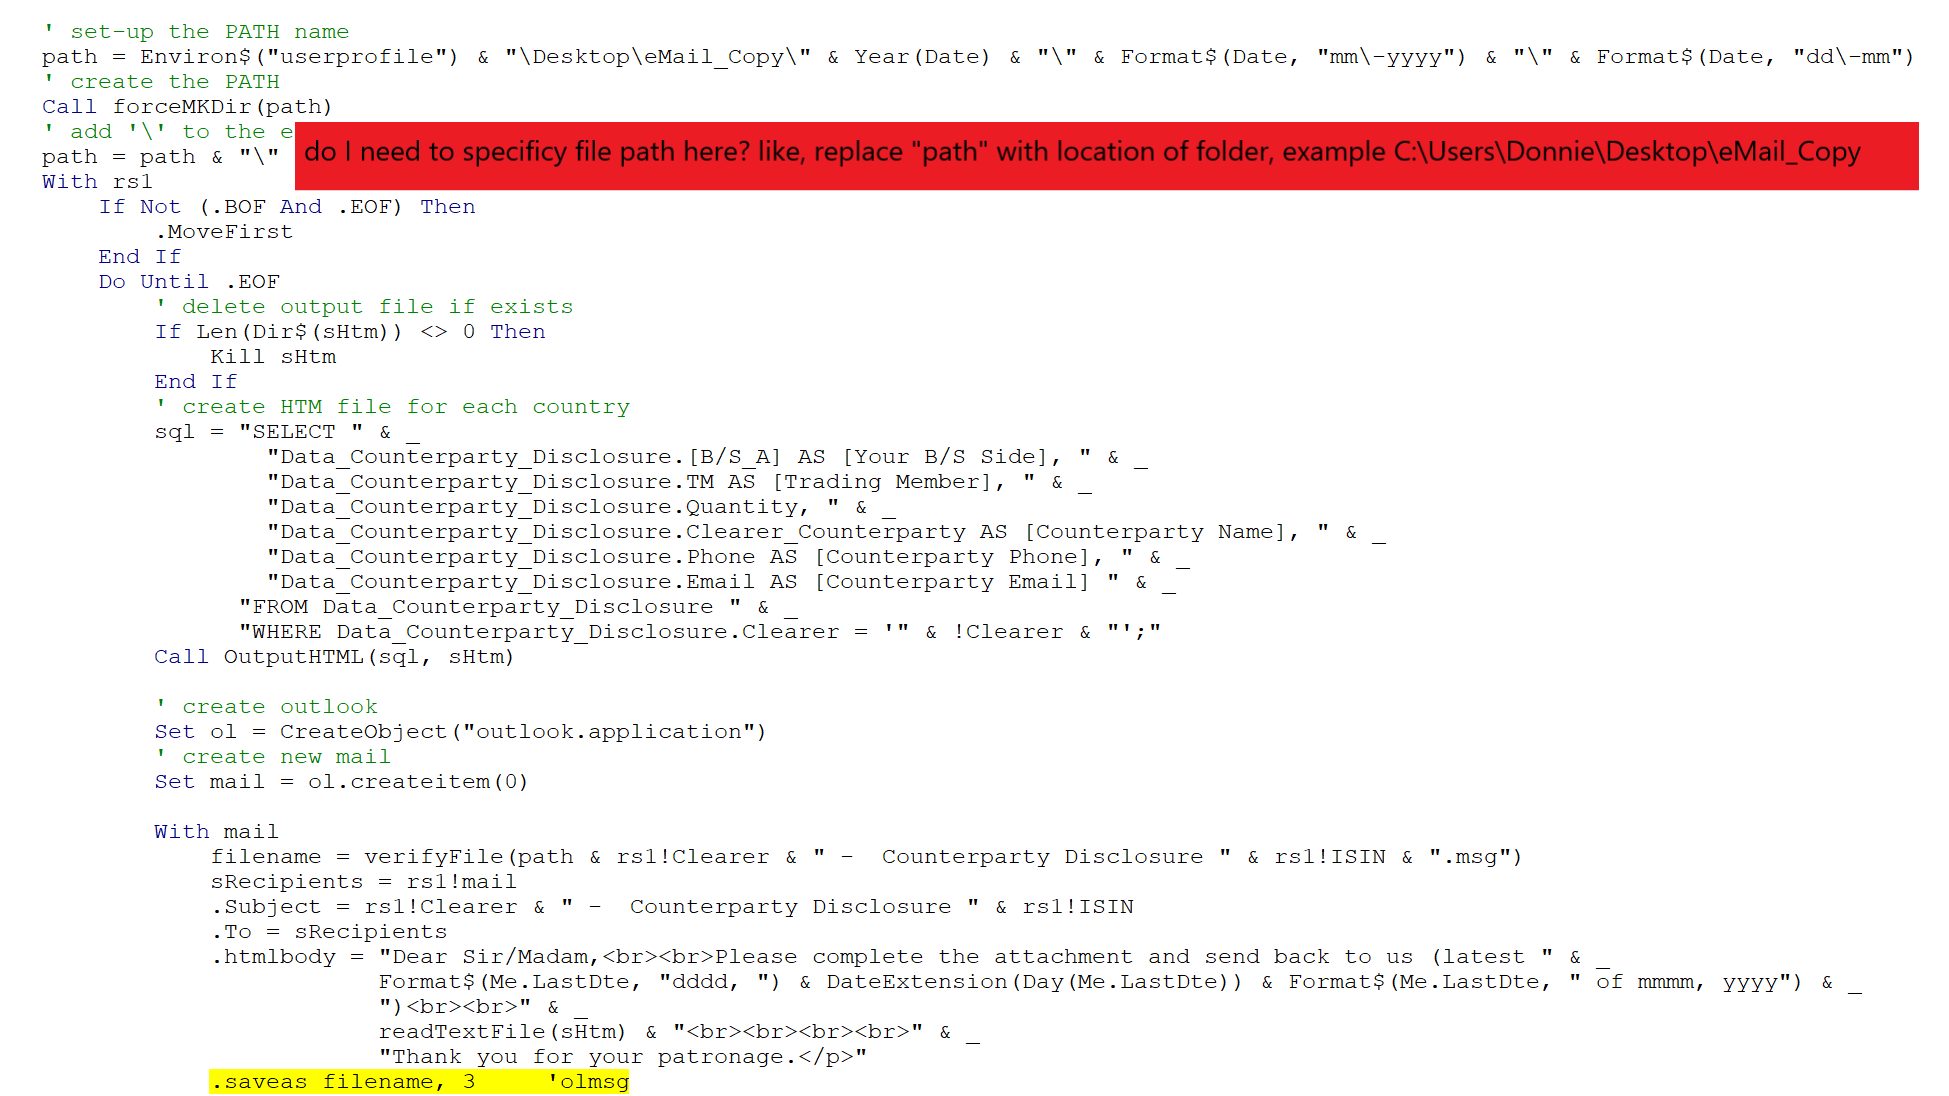 ' set-up the PATH name
path = Environ$("userprofile") & "\Desktop\eMail_Copy\" & Year(Date) & "\" & Format$(Date, "mm\-yyyy") & "\" & Format$(Date, "dd\-mm")
' create the PATH
Call forceMKDir(path)
' add '\' to the e
path = path & "\"
do I need to specificy file path here? like, replace "path" with location of folder, example C:\Users\Donnie\Desktop\eMail_Copy
With rs1
    If Not (.BOF And .EOF) Then
        .MoveFirst
    End If
    Do Until .EOF
        ' delete output file if exists
        If Len(Dir$(sHtm)) <> 0 Then
            Kill sHtm
        End If
        ' create HTM file for each country
        sql = "SELECT " & _
                "Data_Counterparty_Disclosure.[B/S_A] AS [Your B/S Side], " & _
                "Data_Counterparty_Disclosure.TM AS [Trading Member], " & _
                "Data_Counterparty_Disclosure.Quantity, " & _
                "Data_Counterparty_Disclosure.Clearer_Counterparty AS [Counterparty Name], " & _
                "Data_Counterparty_Disclosure.Phone AS [Counterparty Phone], " & _
                "Data_Counterparty_Disclosure.Email AS [Counterparty Email] " & _
              "FROM Data_Counterparty_Disclosure " & _
              "WHERE Data_Counterparty_Disclosure.Clearer = '" & !Clearer & "';"
        Call OutputHTML(sql, sHtm)
        ' create outlook
        Set ol = CreateObject("outlook.application")
        ' create new mail
        Set mail = ol.createitem(0)
        With mail
            filename = verifyFile(path & rs1!Clearer & " -  Counterparty Disclosure " & rs1!ISIN & ".msg")
            sRecipients = rs1!mail
            .Subject = rs1!Clearer & " -  Counterparty Disclosure " & rs1!ISIN
            .To = sRecipients
            .htmlbody = "Dear Sir/Madam,<br><br>Please complete the attachment and send back to us (latest " & _
                        Format$(Me.LastDte, "dddd, ") & DateExtension(Day(Me.LastDte)) & Format$(Me.LastDte, " of mmmm, yyyy") & _
                        ")<br><br>" & _
                        readTextFile(sHtm) & "<br><br><br><br>" & _
                        "Thank you for your patronage.</p>"
            .saveas filename, 3     'olmsg